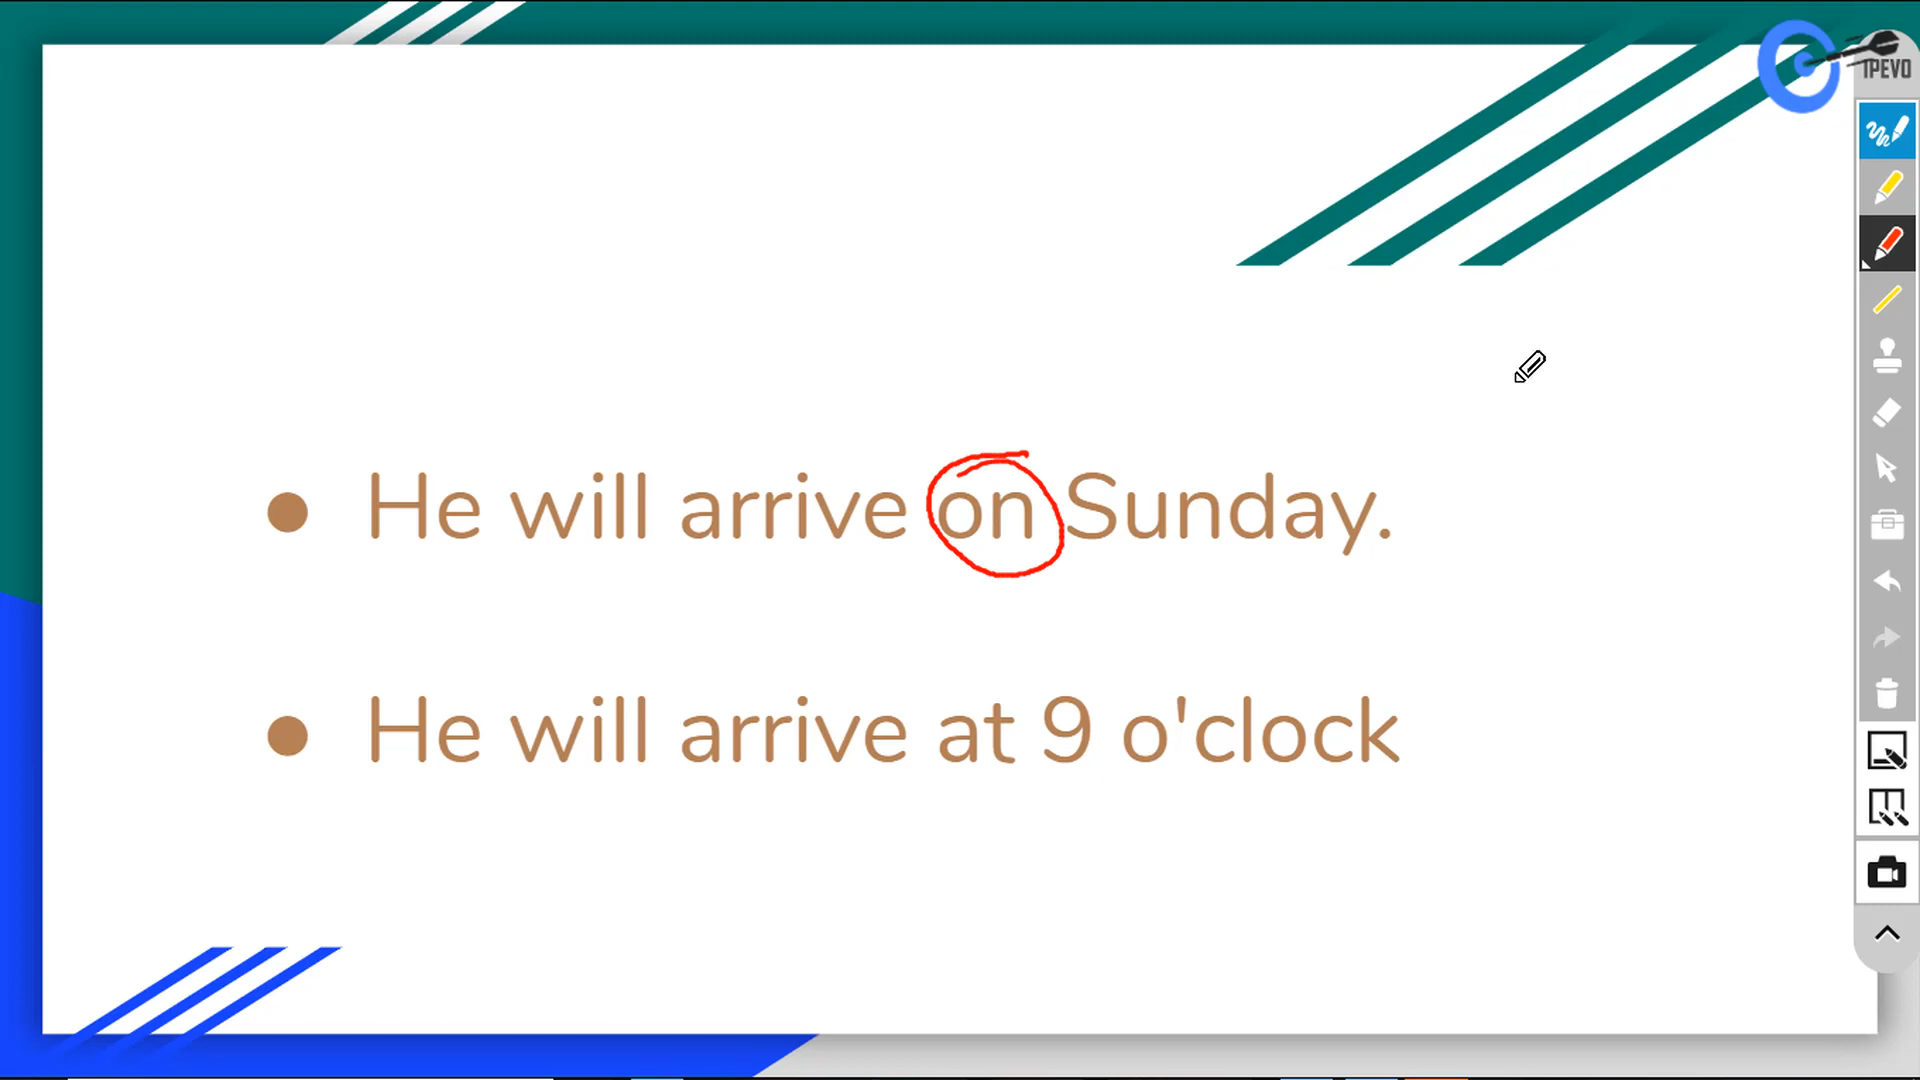 IPEVO
● He will arrive on Sunday.
● He will arrive at 9 o'clock